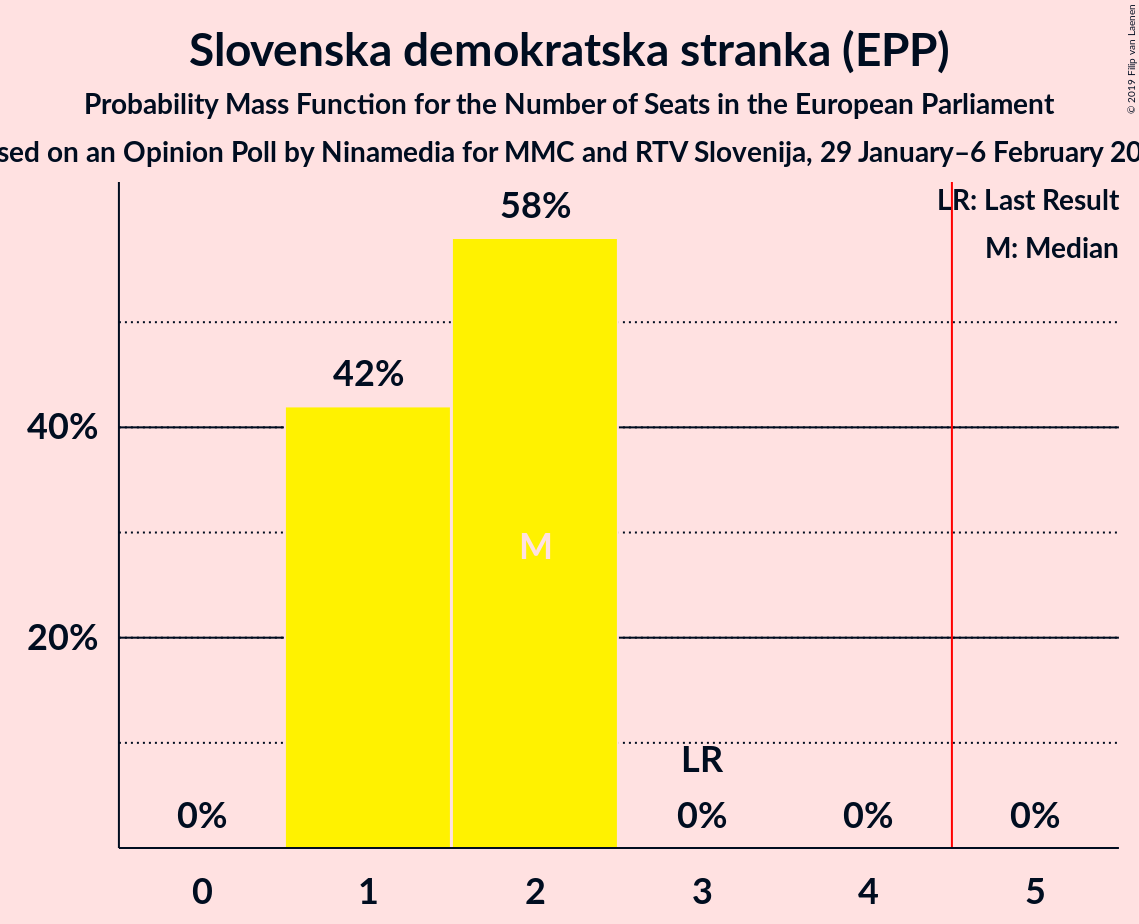 Slovenska demokratska stranka (EPP)
Probability Mass Function for the Number of Seats in the European Parliament
sed on an Opinion Poll by Ninamedia for MMC and RTV Slovenija, 29 January–6 February 20
© 2019 Filip van Laenen
LR: Last Result
M: Median
58%
42%
40%
M
20%
LR
0%
0%
0%
0%
0 1 2 3 4 5